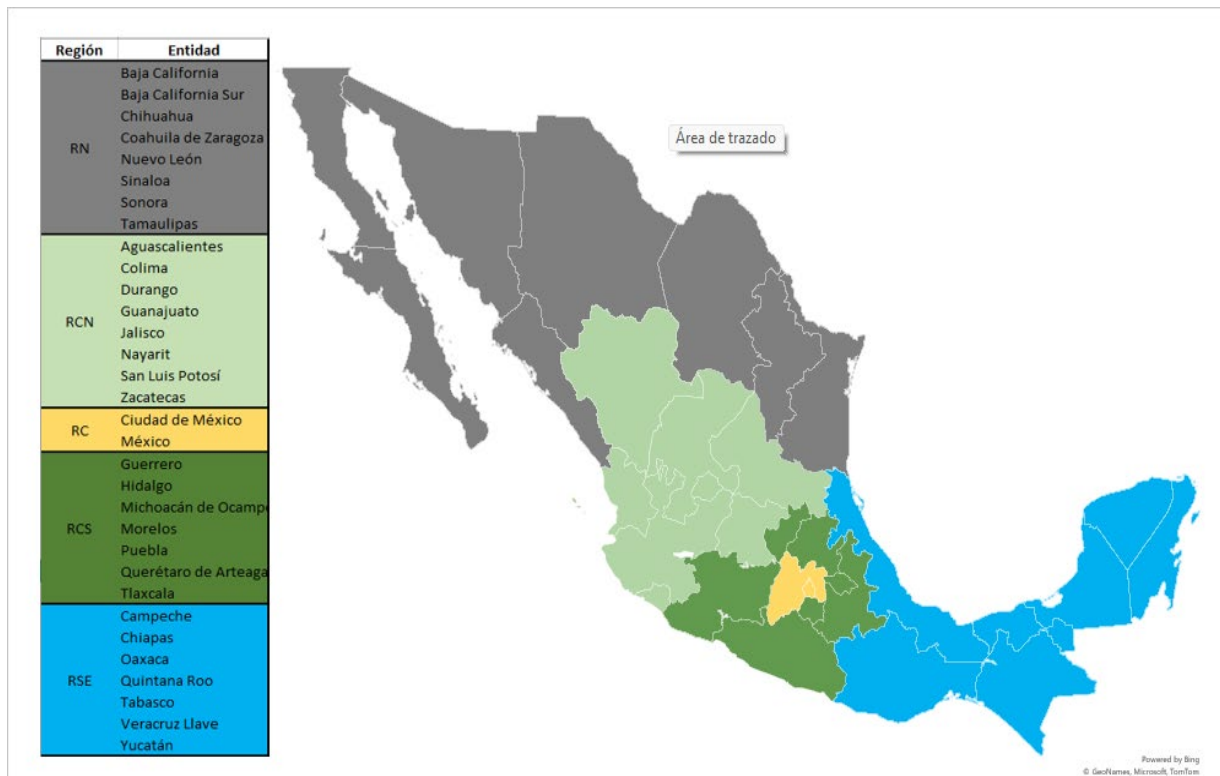 Región Entidad
RN
Baja California
Baja California Sur
Chihuahua
Coahuila de Zaragoza
Nuevo León
Sinaloa
Sonora
Tamaulipas
RCN
Aguascalientes
Colima
Durango
Guanajuato
Jalisco
Nayarit
San Luis Potosí
Zacatecas
RC
Ciudad de México
México
RCS
Guerrero
Hidalgo
Michoacán de Ocampo
Morelos
Puebla
Querétaro de Arteaga
Tlaxcala
RSE
Campeche
Chiapas
Oaxaca
Quintana Roo
Tabasco
Veracruz Llave
Yucatán
Área de trazado
Powered by Bing
© GeoNames, Microsoft, TomTom